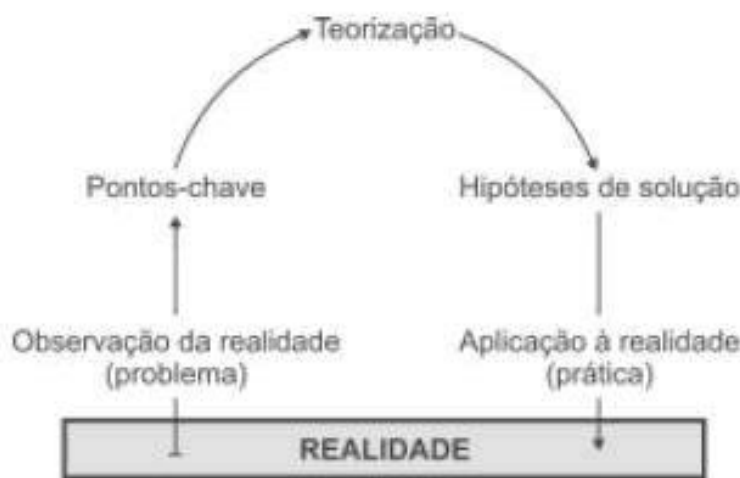 Teorização
Pontos-chave
Hipóteses de solução
Observação da realidade
(problema)
Aplicação à realidade
(prática)
REALIDADE